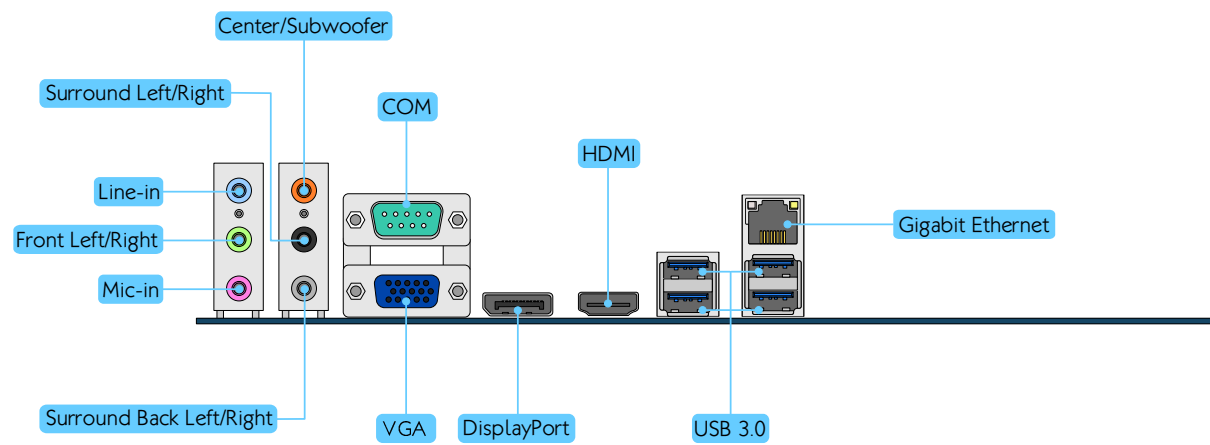 Center/Subwoofer
Surround Left/Right
COM
HDMI
Line-in
Gigabit Ethernet
Front Left/Right
Mic-in
Surround Back Left/Right
VGA
DisplayPort
USB 3.0